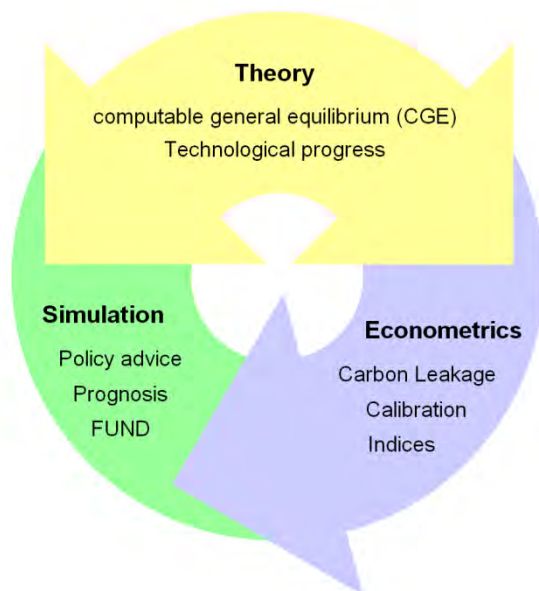 Theory
computable general equilibrium (CGE)
Technological progress
Simulation
Policy advice
Prognosis
FUND
Econometrics
Carbon Leakage
Calibration
Indices